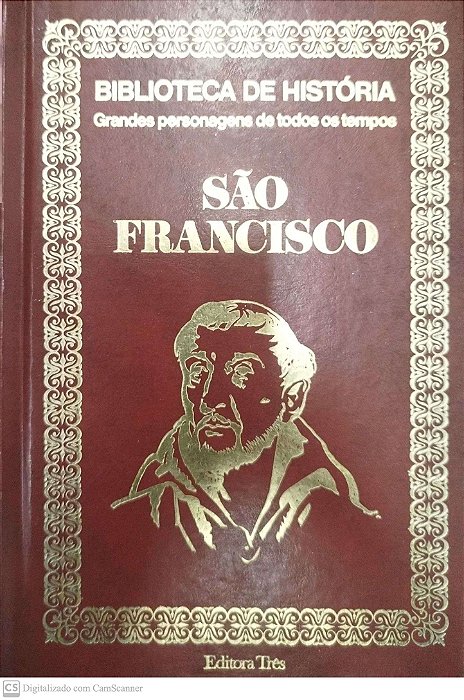 BIBLIOTECA DE HISTÓRIA
Grandes personagens de todos os tempos
SÃO
FRANCISCO
Editora Três
CS Digitalizado com CamScanner